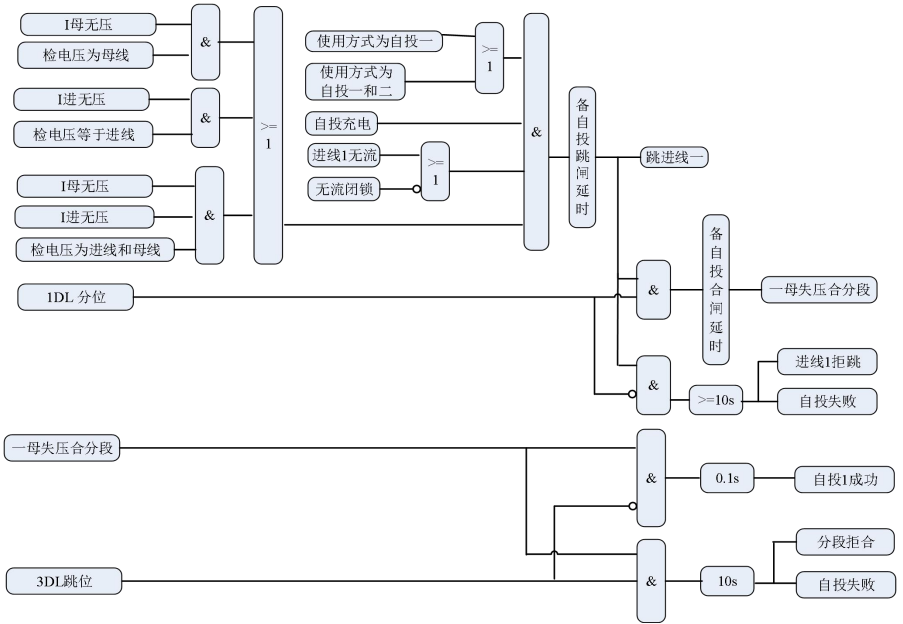 I母无压
检电压为母线
&
I进无压
检电压等于进线
&
I母无压
I进无压
检电压为进线和母线
&
>=
1
使用方式为自投一
使用方式为
自投一和二
>=
1
自投充电
进线1无流
无流闭锁
>=
1
&
备自投跳闸延时
跳进线一
1DL 分位
&
备自投合闸延时
一母失压合分段
&
>=10s
进线1拒跳
自投失败
一母失压合分段
&
0.1s
自投1成功
3DL跳位
&
10s
分段拒合
自投失败